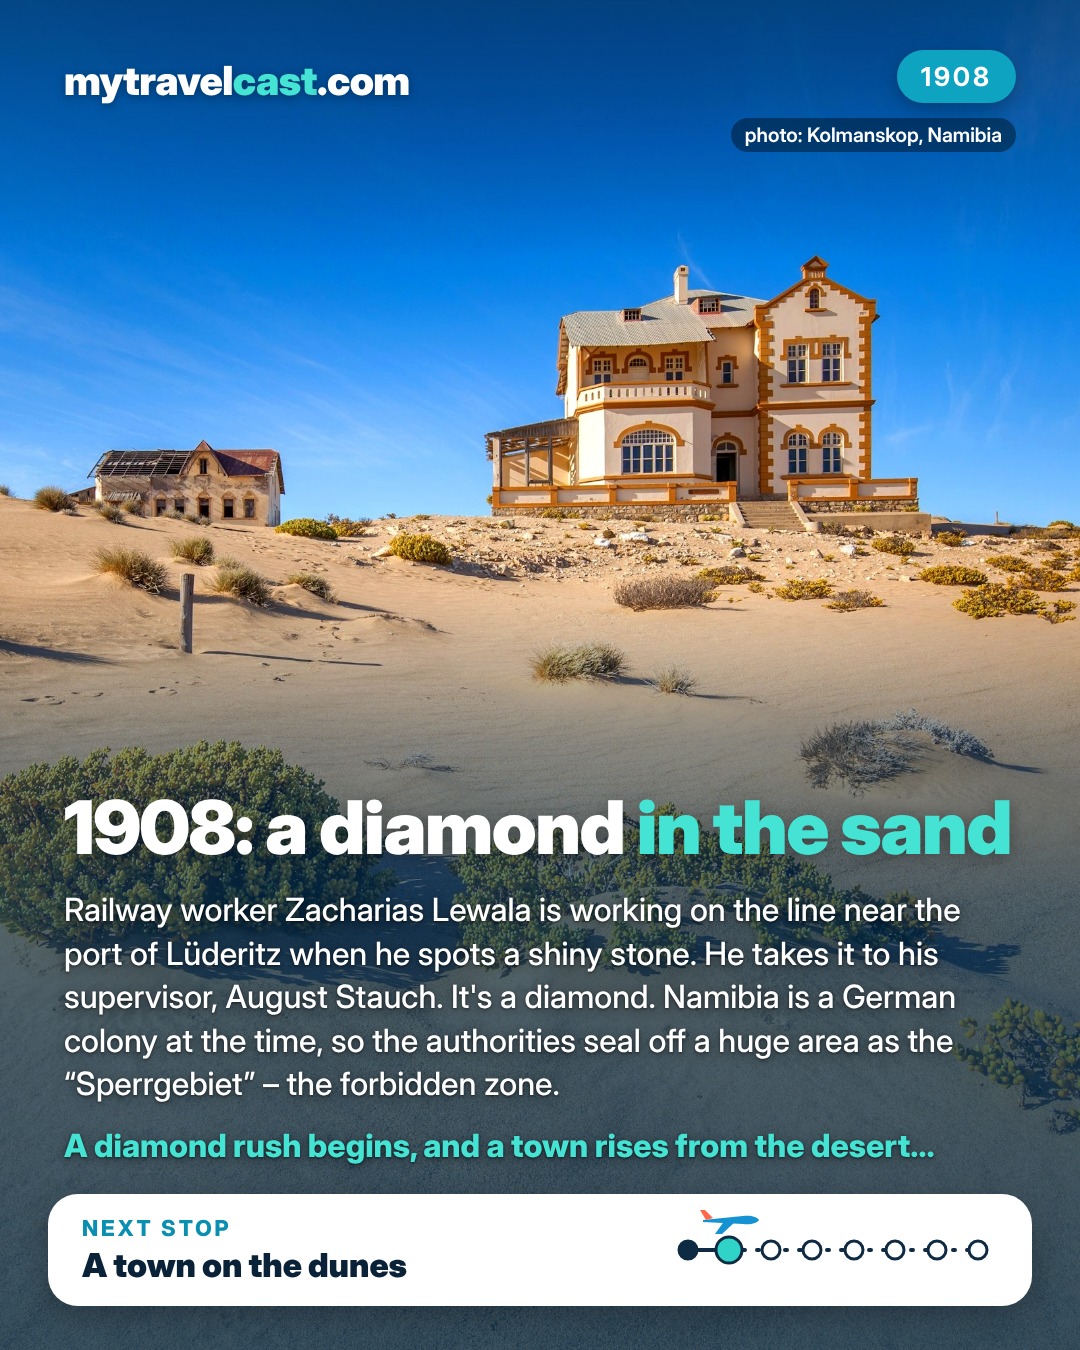 mytravelcast.com
1908
photo: Kolmanskop, Namibia
1908: a diamond in the sand
Railway worker Zacharias Lewala is working on the line near the
port of Lüderitz when he spots a shiny stone. He takes it to his
supervisor, August Stauch. It's a diamond. Namibia is a German
colony at the time, so the authorities seal off a huge area as the
“Sperrgebiet” – the forbidden zone.
A diamond rush begins, and a town rises from the desert...
NEXT STOP
A town on the dunes